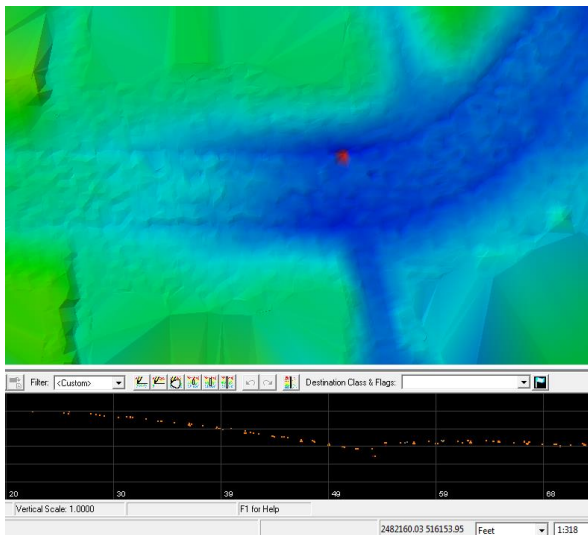 Filter: <Custom> Destination Class & Flags:
20 30 39 49 59 68
Vertical Scale: 1.0000 F1 for Help
2482160.03 516153.95 Feet 1:318